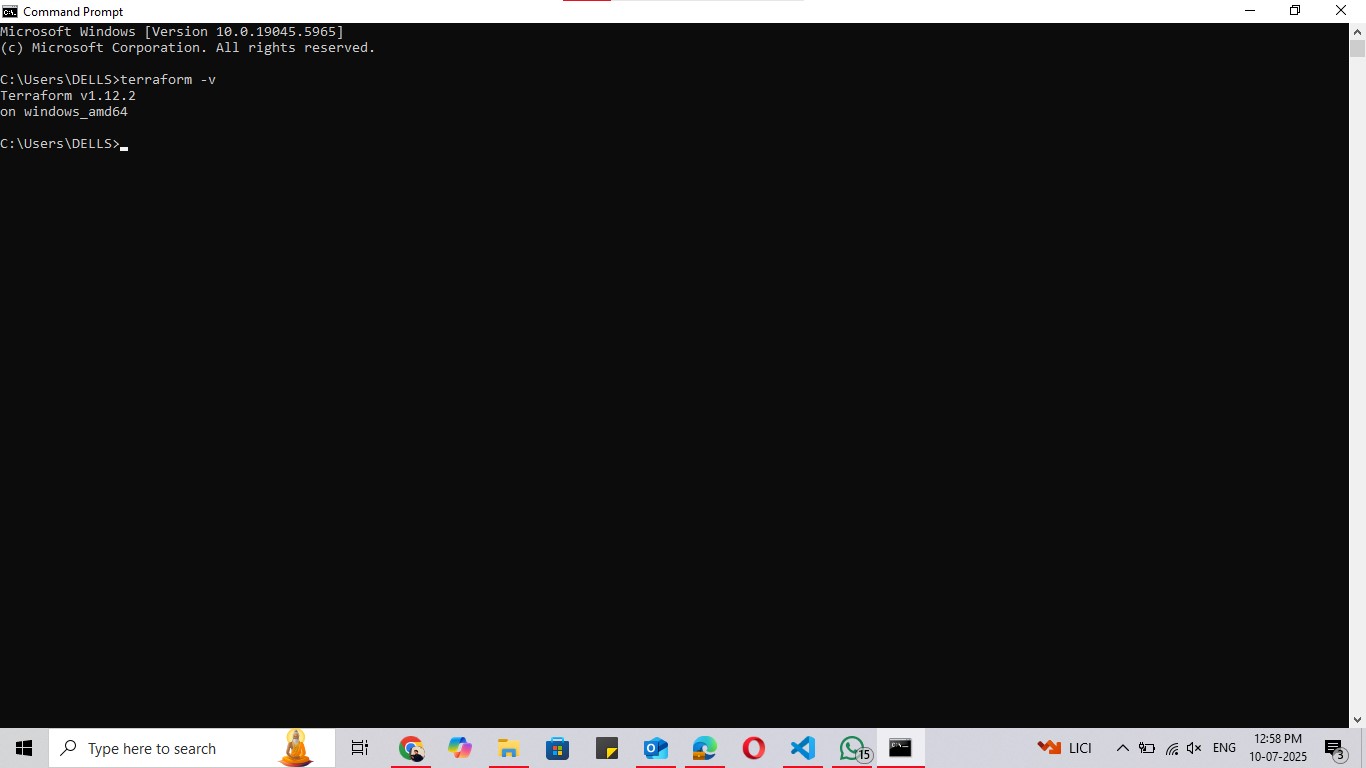 Command Prompt
Microsoft Windows [Version 10.0.19045.5965]
(c) Microsoft Corporation. All rights reserved.
C:\Users\DELLS>terraform -v
Terraform v1.12.2
on windows_amd64
C:\Users\DELLS>
Type here to search
15
LICI
ENG
12:58 PM
10-07-2025
3